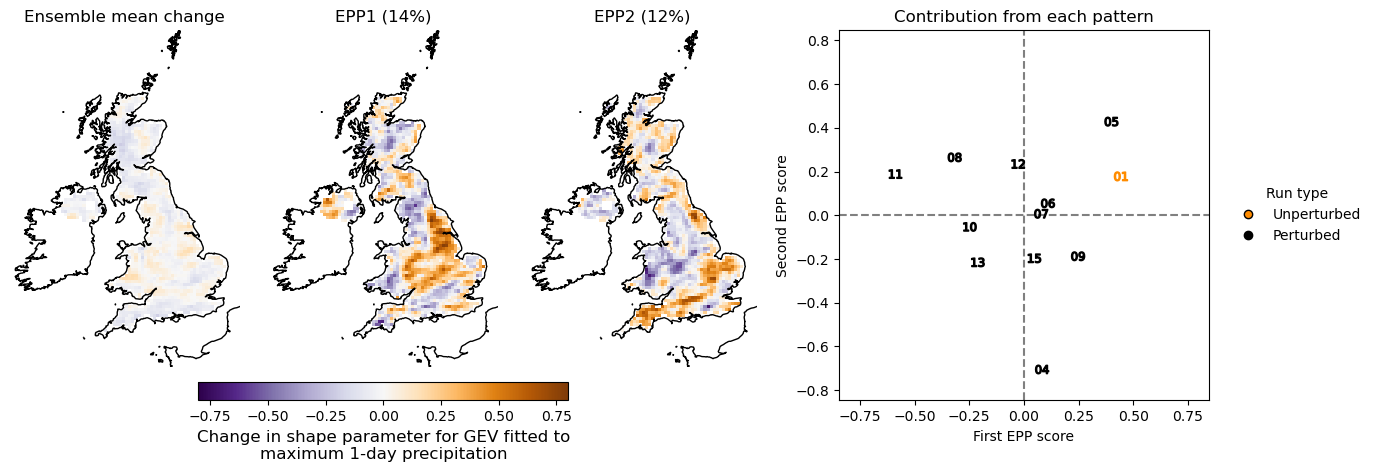 Ensemble mean change
EPP1 (14%)
EPP2 (12%)
−0.75 −0.50 −0.25 0.00 0.25 0.50 0.75
Change in shape parameter for GEV fitted to
maximum 1-day precipitation
Contribution from each pattern
Second EPP score
0.8
0.6
0.4
0.2
0.0
−0.2
−0.4
−0.6
−0.8
05
08
12
11
01
06
07
10
15
09
13
04
−0.75 −0.50 −0.25 0.00 0.25 0.50 0.75
First EPP score
Run type
Unperturbed
Perturbed